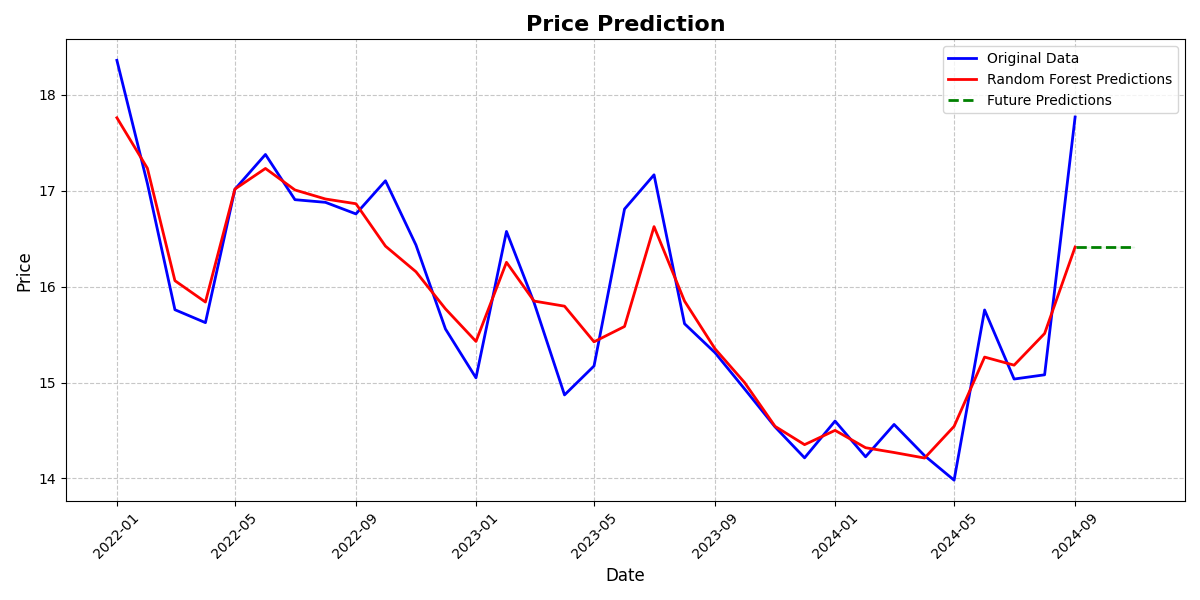 Price Prediction
Original Data
Random Forest Predictions
Future Predictions
Price
18
17
16
15
14
2022-01
2022-05
2022-09
2023-01
2023-05
2023-09
2024-01
2024-05
2024-09
Date